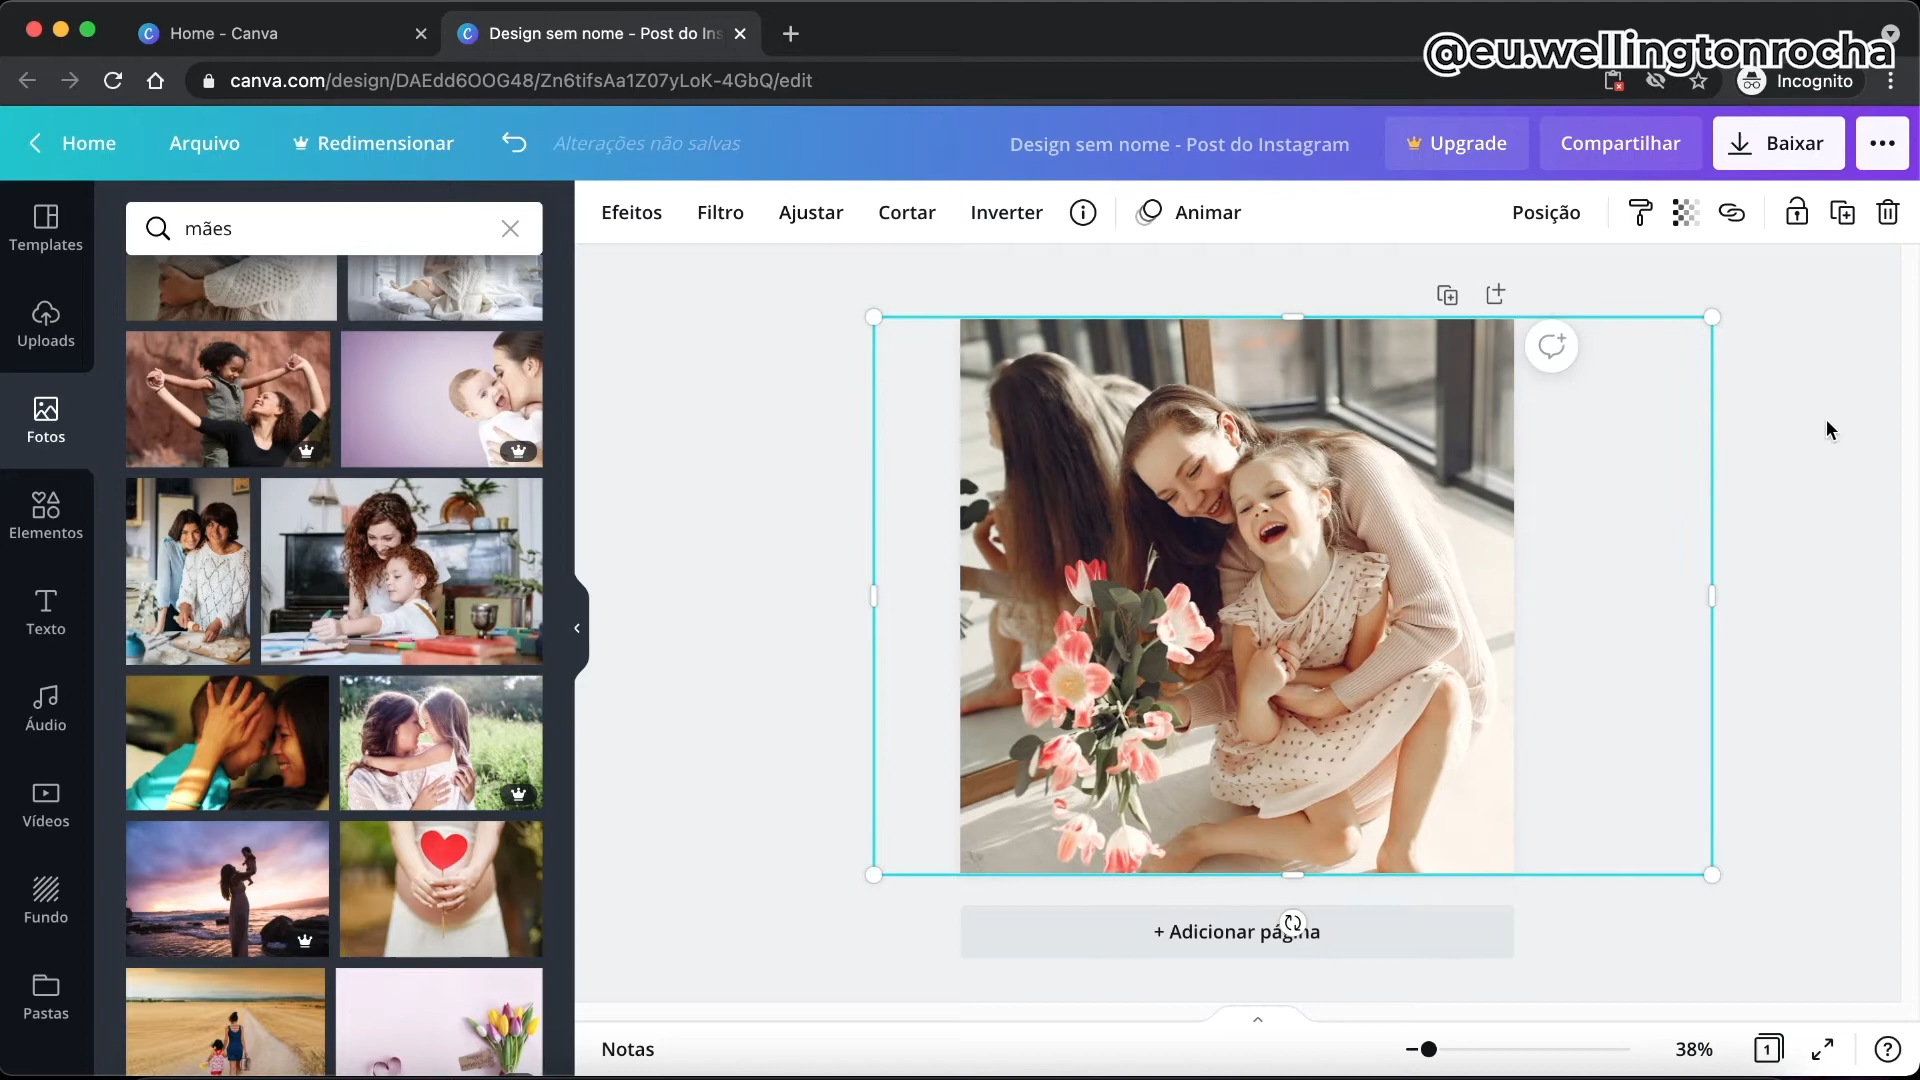 Home - Canva
Design sem nome - Post do Ins
@eu.wellingtonrocha
canva.com/design/DAEdd6OOG48/Zn6tifsAa1Z07yLoK-4GbQ/edit
Incognito
Home
Arquivo
Redimensionar
Alterações não salvas
Design sem nome - Post do Instagram
Upgrade
Compartilhar
Baixar
Templates
Uploads
Fotos
Elementos
Texto
Áudio
Vídeos
Fundo
Pastas
mães
Efeitos
Filtro
Ajustar
Cortar
Inverter
Animar
Posição
+ Adicionar página
Notas
38%
1